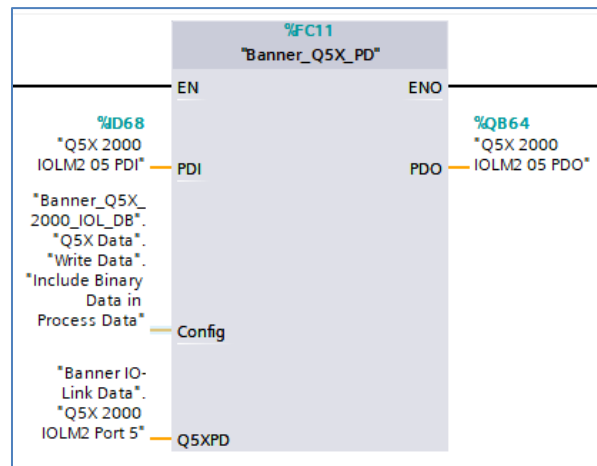 %FC11
"Banner_Q5X_PD"
EN
ENO
%ID68
"Q5X 2000
IOLM2 05 PDI"
PDI
%QB64
"Q5X 2000
IOLM2 05 PDO"
PDO
"Banner_Q5X_
2000_IOL_DB".
"Q5X Data".
"Write Data".
"Include Binary
Data in
Process Data"
Config
"Banner IO-
Link Data".
"Q5X 2000
IOLM2 Port 5"
Q5XPD